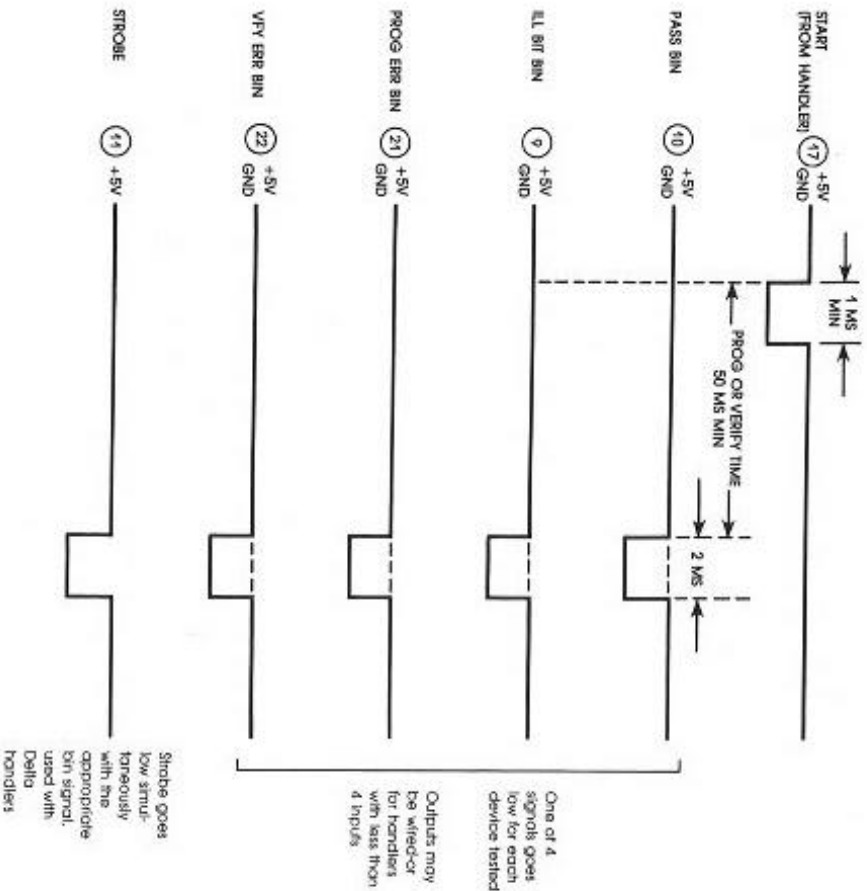 START
(FROM HANDLER)
17
+5V
GND
1 MS
MIN
PASS BIN
10
+5V
GND
PROG OR VERIFY TIME
50 MS MIN
2 MS
ILL BIT BIN
9
+5V
GND
PROG ERR BIN
21
+5V
GND
VFY ERR BIN
22
+5V
GND
STROBE
11
+5V
One of 4
signals goes
low for each
device tested
Outputs may
be wired-or
for handlers
with less than
4 inputs
Strobe goes
low simul-
taneously
with the
appropriate
bin signal.
used with
Delta
handlers